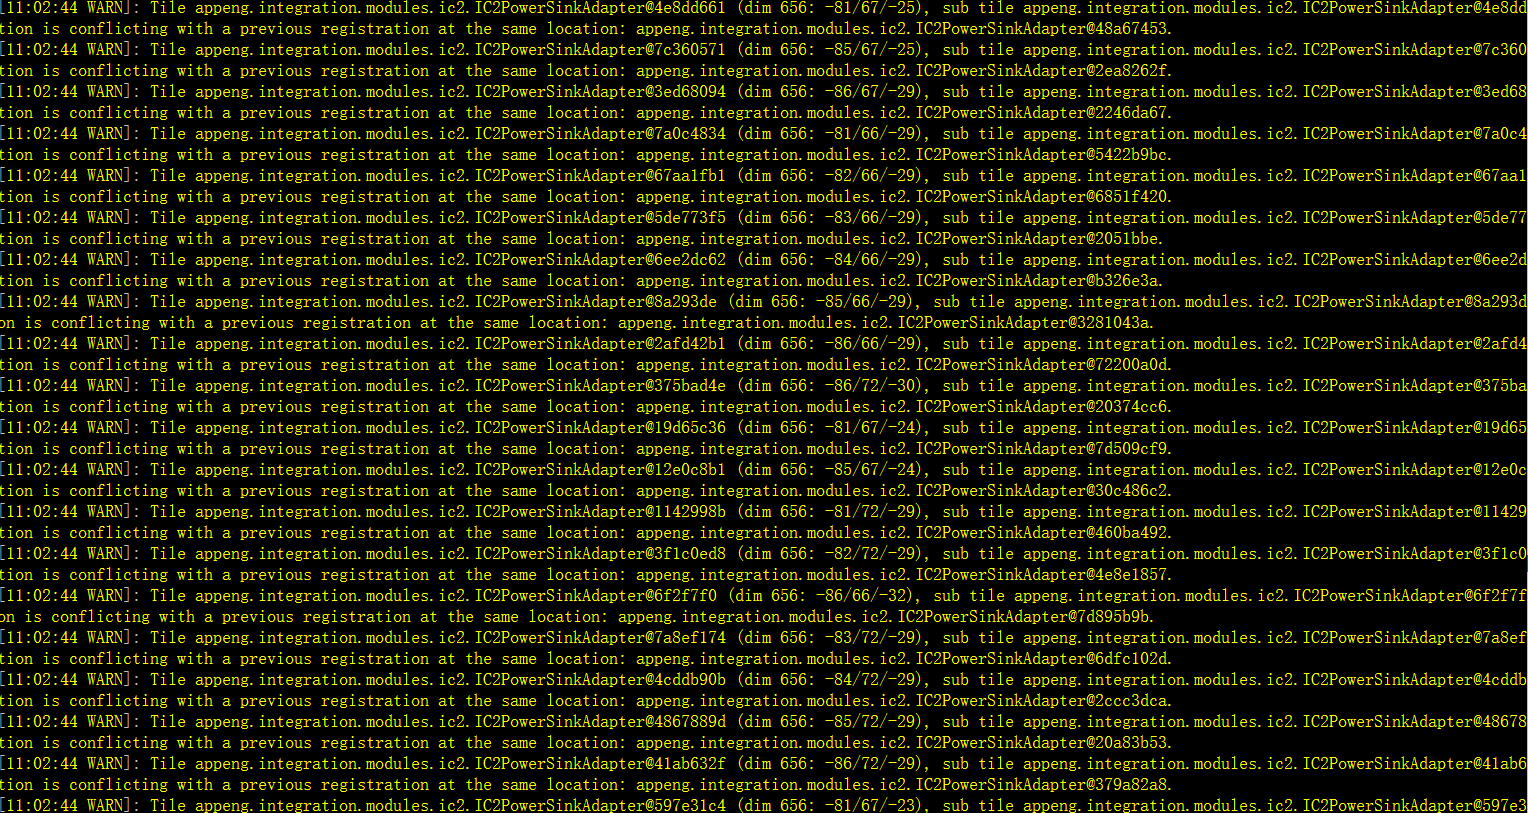 [11:02:44 WARN]: Tile appeng.integration.modules.ic2.IC2PowerSinkAdapter@4e8dd661 (dim 656: -81/67/-25), sub tile appeng.integration.modules.ic2.IC2PowerSinkAdapter@4e8dd
tion is conflicting with a previous registration at the same location: appeng.integration.modules.ic2.IC2PowerSinkAdapter@48a67453.
[11:02:44 WARN]: Tile appeng.integration.modules.ic2.IC2PowerSinkAdapter@7c360571 (dim 656: -85/67/-25), sub tile appeng.integration.modules.ic2.IC2PowerSinkAdapter@7c360
tion is conflicting with a previous registration at the same location: appeng.integration.modules.ic2.IC2PowerSinkAdapter@2ea8262f.
[11:02:44 WARN]: Tile appeng.integration.modules.ic2.IC2PowerSinkAdapter@3ed68094 (dim 656: -86/67/-29), sub tile appeng.integration.modules.ic2.IC2PowerSinkAdapter@3ed68
tion is conflicting with a previous registration at the same location: appeng.integration.modules.ic2.IC2PowerSinkAdapter@2246da67.
[11:02:44 WARN]: Tile appeng.integration.modules.ic2.IC2PowerSinkAdapter@7a0c4834 (dim 656: -81/66/-29), sub tile appeng.integration.modules.ic2.IC2PowerSinkAdapter@7a0c4
tion is conflicting with a previous registration at the same location: appeng.integration.modules.ic2.IC2PowerSinkAdapter@5422b9bc.
[11:02:44 WARN]: Tile appeng.integration.modules.ic2.IC2PowerSinkAdapter@67aa1fb1 (dim 656: -82/66/-29), sub tile appeng.integration.modules.ic2.IC2PowerSinkAdapter@67aa1
tion is conflicting with a previous registration at the same location: appeng.integration.modules.ic2.IC2PowerSinkAdapter@6851f420.
[11:02:44 WARN]: Tile appeng.integration.modules.ic2.IC2PowerSinkAdapter@5de773f5 (dim 656: -83/66/-29), sub tile appeng.integration.modules.ic2.IC2PowerSinkAdapter@5de77
tion is conflicting with a previous registration at the same location: appeng.integration.modules.ic2.IC2PowerSinkAdapter@2051bbe.
[11:02:44 WARN]: Tile appeng.integration.modules.ic2.IC2PowerSinkAdapter@6ee2dc62 (dim 656: -84/66/-29), sub tile appeng.integration.modules.ic2.IC2PowerSinkAdapter@6ee2d
tion is conflicting with a previous registration at the same location: appeng.integration.modules.ic2.IC2PowerSinkAdapter@b326e3a.
[11:02:44 WARN]: Tile appeng.integration.modules.ic2.IC2PowerSinkAdapter@8a293de (dim 656: -85/66/-29), sub tile appeng.integration.modules.ic2.IC2PowerSinkAdapter@8a293d
on is conflicting with a previous registration at the same location: appeng.integration.modules.ic2.IC2PowerSinkAdapter@3281043a.
[11:02:44 WARN]: Tile appeng.integration.modules.ic2.IC2PowerSinkAdapter@2afd42b1 (dim 656: -86/66/-29), sub tile appeng.integration.modules.ic2.IC2PowerSinkAdapter@2afd4
tion is conflicting with a previous registration at the same location: appeng.integration.modules.ic2.IC2PowerSinkAdapter@72200a0d.
[11:02:44 WARN]: Tile appeng.integration.modules.ic2.IC2PowerSinkAdapter@375bad4e (dim 656: -86/72/-30), sub tile appeng.integration.modules.ic2.IC2PowerSinkAdapter@375ba
tion is conflicting with a previous registration at the same location: appeng.integration.modules.ic2.IC2PowerSinkAdapter@20374cc6.
[11:02:44 WARN]: Tile appeng.integration.modules.ic2.IC2PowerSinkAdapter@19d65c36 (dim 656: -81/67/-24), sub tile appeng.integration.modules.ic2.IC2PowerSinkAdapter@19d65
tion is conflicting with a previous registration at the same location: appeng.integration.modules.ic2.IC2PowerSinkAdapter@7d509cf9.
[11:02:44 WARN]: Tile appeng.integration.modules.ic2.IC2PowerSinkAdapter@12e0c8b1 (dim 656: -85/67/-24), sub tile appeng.integration.modules.ic2.IC2PowerSinkAdapter@12e0c
tion is conflicting with a previous registration at the same location: appeng.integration.modules.ic2.IC2PowerSinkAdapter@30c486c2.
[11:02:44 WARN]: Tile appeng.integration.modules.ic2.IC2PowerSinkAdapter@1142998b (dim 656: -81/72/-29), sub tile appeng.integration.modules.ic2.IC2PowerSinkAdapter@11429
tion is conflicting with a previous registration at the same location: appeng.integration.modules.ic2.IC2PowerSinkAdapter@460ba492.
[11:02:44 WARN]: Tile appeng.integration.modules.ic2.IC2PowerSinkAdapter@3f1c0ed8 (dim 656: -82/72/-29), sub tile appeng.integration.modules.ic2.IC2PowerSinkAdapter@3f1c0
tion is conflicting with a previous registration at the same location: appeng.integration.modules.ic2.IC2PowerSinkAdapter@4e8e1857.
[11:02:44 WARN]: Tile appeng.integration.modules.ic2.IC2PowerSinkAdapter@6f2f7f0 (dim 656: -86/66/-32), sub tile appeng.integration.modules.ic2.IC2PowerSinkAdapter@6f2f7f
on is conflicting with a previous registration at the same location: appeng.integration.modules.ic2.IC2PowerSinkAdapter@7d895b9b.
[11:02:44 WARN]: Tile appeng.integration.modules.ic2.IC2PowerSinkAdapter@7a8ef174 (dim 656: -83/72/-29), sub tile appeng.integration.modules.ic2.IC2PowerSinkAdapter@7a8ef
tion is conflicting with a previous registration at the same location: appeng.integration.modules.ic2.IC2PowerSinkAdapter@6dfc102d.
[11:02:44 WARN]: Tile appeng.integration.modules.ic2.IC2PowerSinkAdapter@4cddb90b (dim 656: -84/72/-29), sub tile appeng.integration.modules.ic2.IC2PowerSinkAdapter@4cddb
tion is conflicting with a previous registration at the same location: appeng.integration.modules.ic2.IC2PowerSinkAdapter@2ccc3dca.
[11:02:44 WARN]: Tile appeng.integration.modules.ic2.IC2PowerSinkAdapter@4867889d (dim 656: -85/72/-29), sub tile appeng.integration.modules.ic2.IC2PowerSinkAdapter@48678
tion is conflicting with a previous registration at the same location: appeng.integration.modules.ic2.IC2PowerSinkAdapter@20a83b53.
[11:02:44 WARN]: Tile appeng.integration.modules.ic2.IC2PowerSinkAdapter@41ab632f (dim 656: -86/72/-29), sub tile appeng.integration.modules.ic2.IC2PowerSinkAdapter@41ab6
tion is conflicting with a previous registration at the same location: appeng.integration.modules.ic2.IC2PowerSinkAdapter@379a82a8.
[11:02:44 WARN]: Tile appeng.integration.modules.ic2.IC2PowerSinkAdapter@597e31c4 (dim 656: -81/67/-23), sub tile appeng.integration.modules.ic2.IC2PowerSinkAdapter@597e3